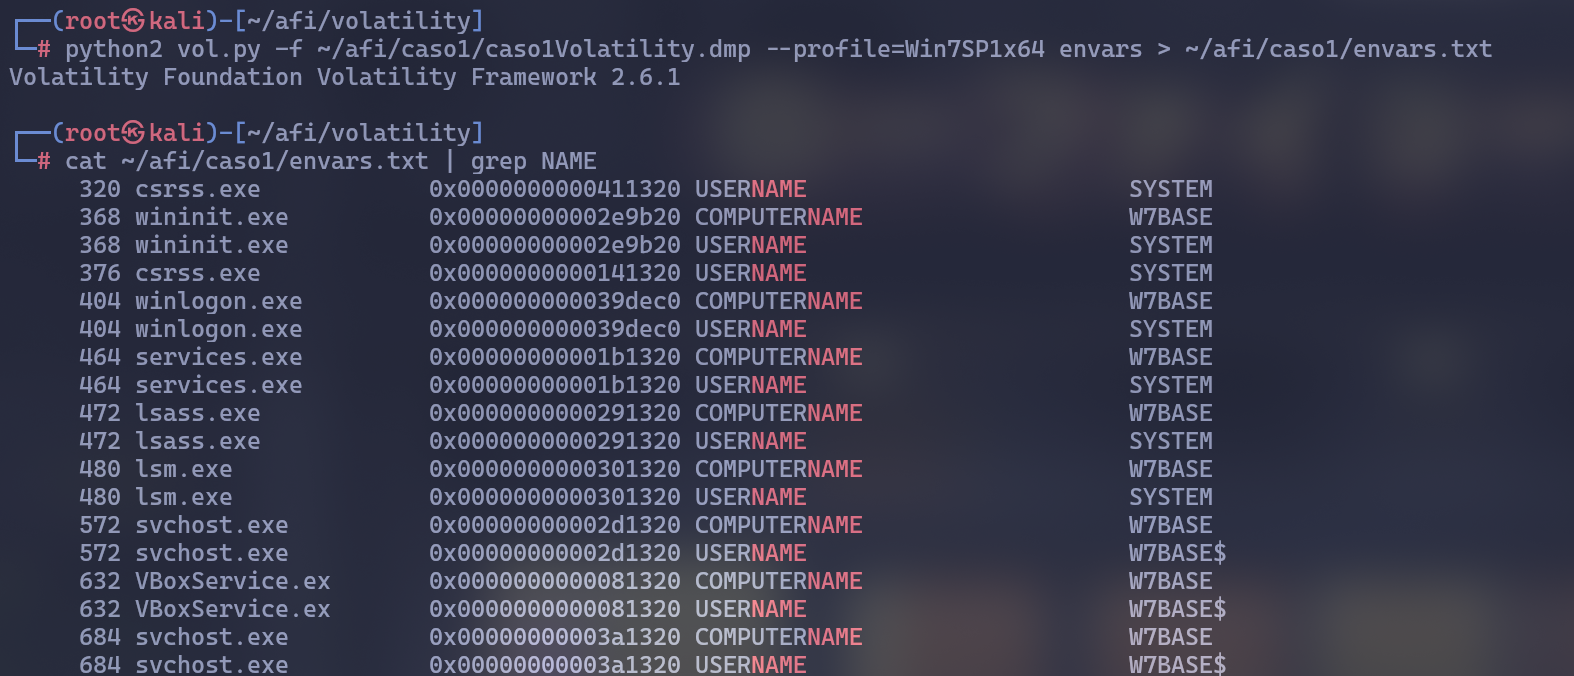 ┌──(root㉿kali)-[~/afi/volatility]
└─# python2 vol.py -f ~/afi/caso1/caso1Volatility.dmp --profile=Win7SP1x64 envars > ~/afi/caso1/envars.txt
Volatility Foundation Volatility Framework 2.6.1
┌──(root㉿kali)-[~/afi/volatility]
└─# cat ~/afi/caso1/envars.txt | grep NAME
320 csrss.exe 0x0000000000411320 USERNAME SYSTEM
368 wininit.exe 0x00000000002e9b20 COMPUTERNAME W7BASE
368 wininit.exe 0x00000000002e9b20 USERNAME SYSTEM
376 csrss.exe 0x0000000000141320 USERNAME SYSTEM
404 winlogon.exe 0x000000000039dec0 COMPUTERNAME W7BASE
404 winlogon.exe 0x000000000039dec0 USERNAME SYSTEM
464 services.exe 0x00000000001b1320 COMPUTERNAME W7BASE
464 services.exe 0x00000000001b1320 USERNAME SYSTEM
472 lsass.exe 0x0000000000291320 COMPUTERNAME W7BASE
472 lsass.exe 0x0000000000291320 USERNAME SYSTEM
480 lsm.exe 0x0000000000301320 COMPUTERNAME W7BASE
480 lsm.exe 0x0000000000301320 USERNAME SYSTEM
572 svchost.exe 0x00000000002d1320 COMPUTERNAME W7BASE
572 svchost.exe 0x00000000002d1320 USERNAME W7BASE$
632 VBoxService.ex 0x0000000000081320 COMPUTERNAME W7BASE
632 VBoxService.ex 0x0000000000081320 USERNAME W7BASE$
684 svchost.exe 0x00000000003a1320 COMPUTERNAME W7BASE
684 svchost.exe 0x00000000003a1320 USERNAME W7BASE$